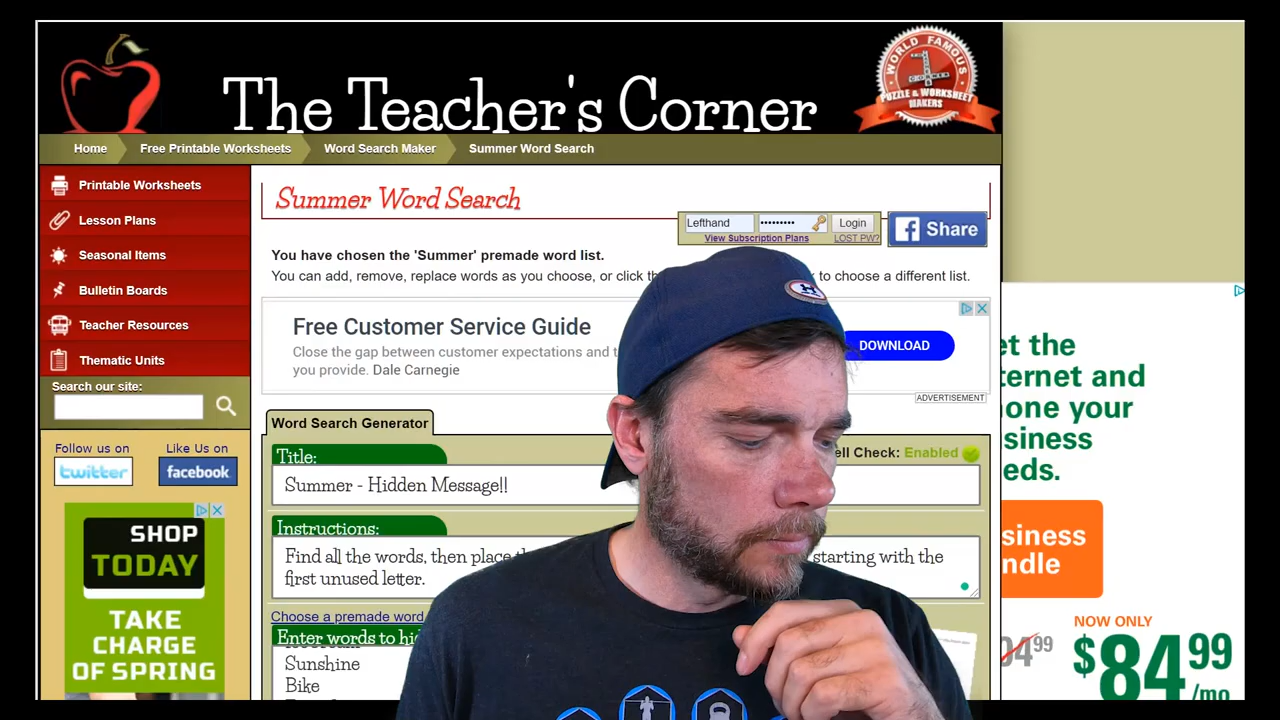 The Teacher's Corner
WORLD FAMOUS
PUZZLE & WORKSHEET
MAKERS
Home
Free Printable Worksheets
Word Search Maker
Summer Word Search
Printable Worksheets
Lesson Plans
Seasonal Items
Bulletin Boards
Teacher Resources
Thematic Units
Search our site:
Follow us on
Like Us on
twitter
facebook
SHOP
TODAY
TAKE
CHARGE
OF SPRING
Summer Word Search
Lefthand
•••••••••
Login
View Subscription Plans
LOST PW?
Share
You have chosen the 'Summer' premade word list.
You can add, remove, replace words as you choose, or click th
to choose a different list.
Free Customer Service Guide
Close the gap between customer expectations and t
you provide. Dale Carnegie
DOWNLOAD
ADVERTISEMENT
Word Search Generator
Title:
ell Check: Enabled
Summer - Hidden Message!!
Instructions:
Find all the words, then place th
starting with the
first unused letter.
Choose a premade word
Enter words to hid
Sunshine
Bike
et the
ternet and
one your
siness
eds.
siness
ndle
NOW ONLY
94.99
$84.99
/mo